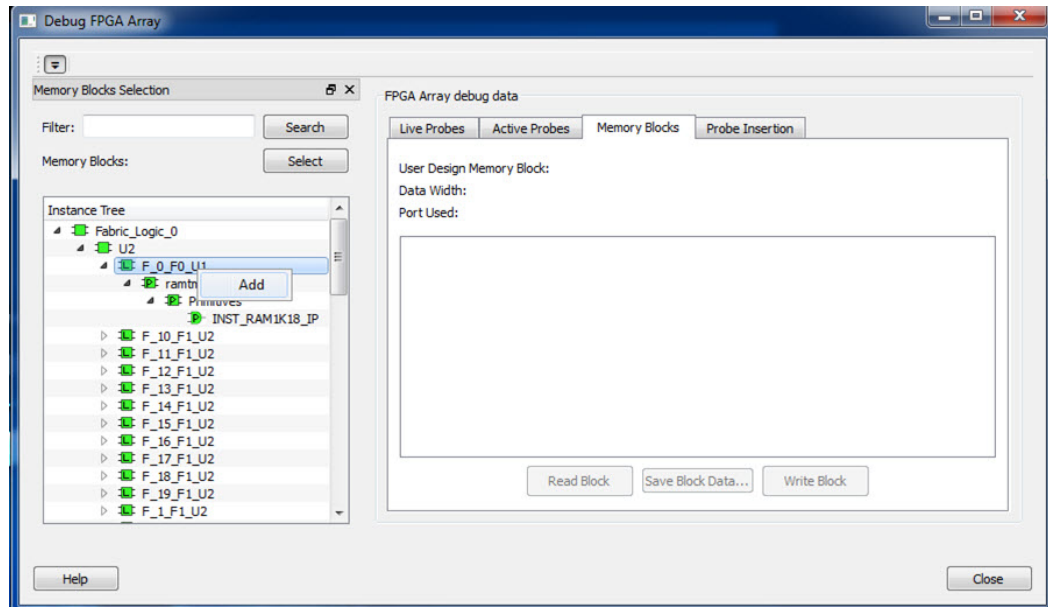 Debug FPGA Array
Memory Blocks Selection
Filter:
Search
Memory Blocks:
Select
Instance Tree
Fabric_Logic_0
U2
F_0_F0_U1
Add
Primitives
INST_RAM1K18_IP
F_10_F1_U2
F_11_F1_U2
F_12_F1_U2
F_13_F1_U2
F_14_F1_U2
F_15_F1_U2
F_16_F1_U2
F_17_F1_U2
F_18_F1_U2
F_19_F1_U2
F_1_F1_U2
FPGA Array debug data
Live Probes Active Probes Memory Blocks Probe Insertion
User Design Memory Block:
Data Width:
Port Used:
Read Block Save Block Data... Write Block
Help
Close